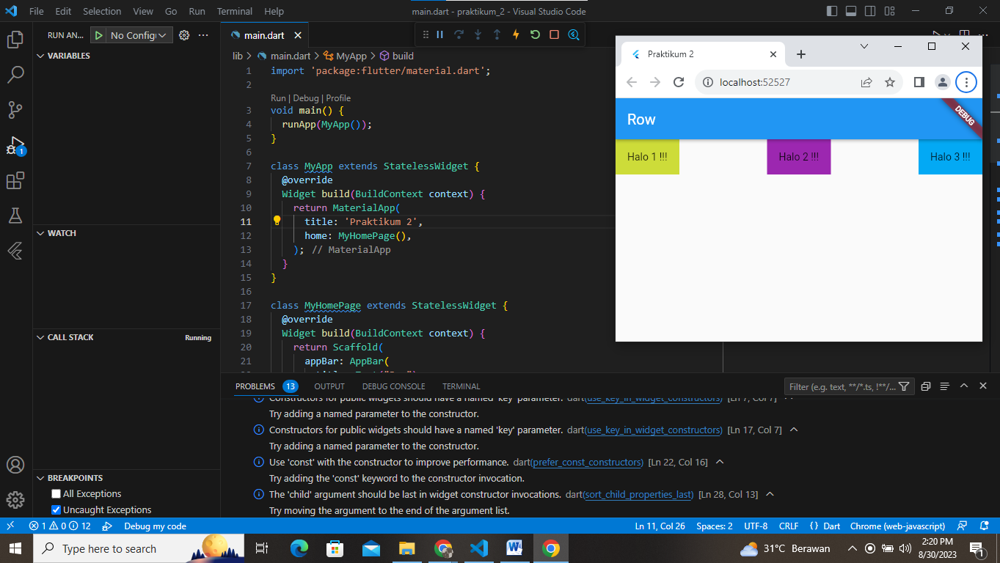 File Edit Selection View Go Run Terminal Help
main.dart - praktikum_2 - Visual Studio Code
RUN AN... No Config
main.dart
VARIABLES
lib > main.dart > MyApp > build
1 import 'package:flutter/material.dart';
2
Run | Debug | Profile
3 void main() {
4 runApp(MyApp());
5 }
6
7 class MyApp extends StatelessWidget {
8 @override
9 Widget build(BuildContext context) {
10 return MaterialApp(
11 title: 'Praktikum 2',
12 home: MyHomePage(),
13 ); // MaterialApp
14 }
15 }
16
17 class MyHomePage extends StatelessWidget {
18 @override
19 Widget build(BuildContext context) {
20 return Scaffold(
21 appBar: AppBar(
Praktikum 2
localhost:52527
Row
DEBUG
Halo 1 !!! Halo 2 !!! Halo 3 !!!
1
WATCH
CALL STACK Running
BREAKPOINTS
All Exceptions
Uncaught Exceptions
PROBLEMS 13 OUTPUT DEBUG CONSOLE TERMINAL
Filter (e.g. text, **/*.ts, !**/...
Constructors for public widgets should have a named 'key' parameter. dart(use_key_in_widget_constructors) [Ln 7, Col 7]
Try adding a named parameter to the constructor.
Constructors for public widgets should have a named 'key' parameter. dart(use_key_in_widget_constructors) [Ln 17, Col 7]
Try adding a named parameter to the constructor.
Use 'const' with the constructor to improve performance. dart(prefer_const_constructors) [Ln 22, Col 16]
Try adding the 'const' keyword to the constructor invocation.
The 'child' argument should be last in widget constructor invocations. dart(sort_child_properties_last) [Ln 28, Col 13]
Try moving the argument to the end of the argument list.
1 0 12 Debug my code
Ln 11, Col 26 Spaces: 2 UTF-8 CRLF {} Dart Chrome (web-javascript)
Type here to search
31°C Berawan
2:20 PM
8/30/2023
1